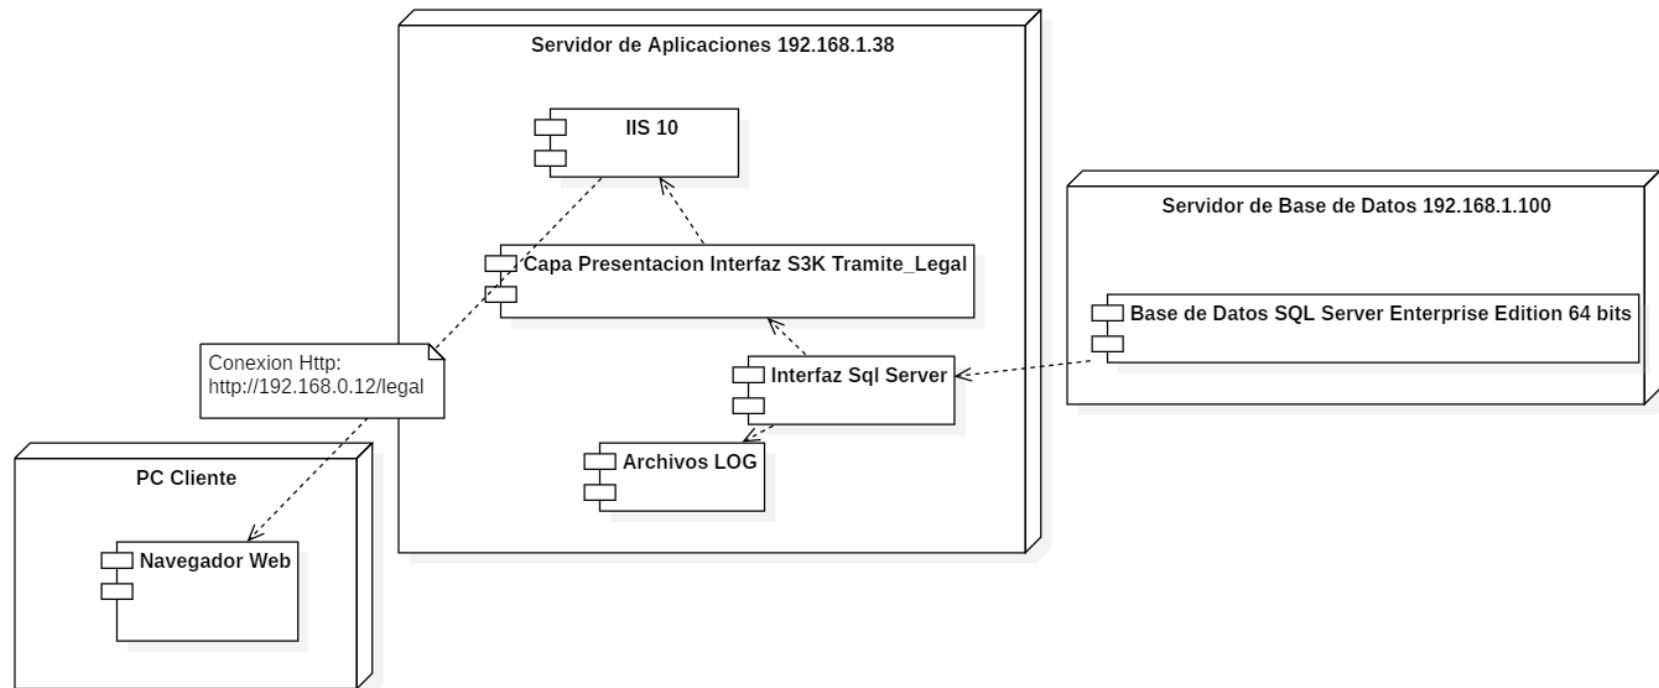 Servidor de Aplicaciones 192.168.1.38
IIS 10
Capa Presentacion Interfaz S3K Tramite_Legal
Interfaz Sql Server
Archivos LOG
Servidor de Base de Datos 192.168.1.100
Base de Datos SQL Server Enterprise Edition 64 bits
Conexion Http:
http://192.168.0.12/legal
PC Cliente
Navegador Web